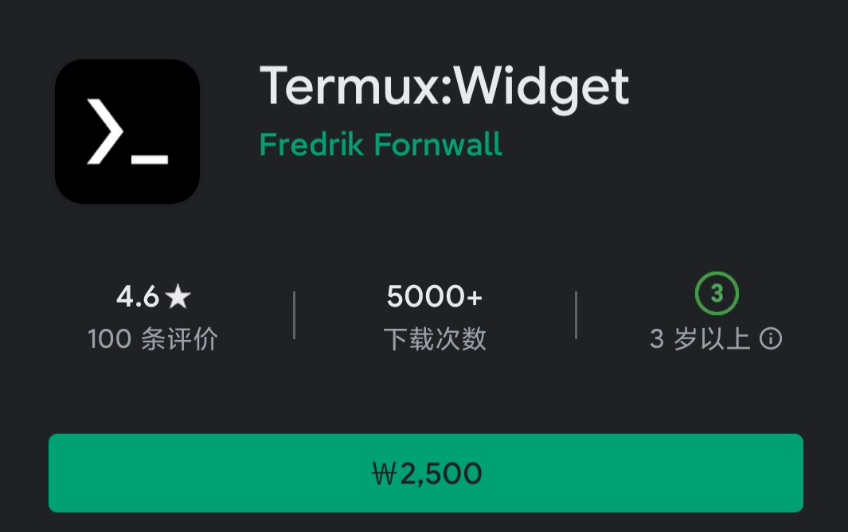 Termux:Widget
Fredrik Fornwall
4.6★ 5000+ 3
100 条评价 下载次数 3 岁以上
₩2,500